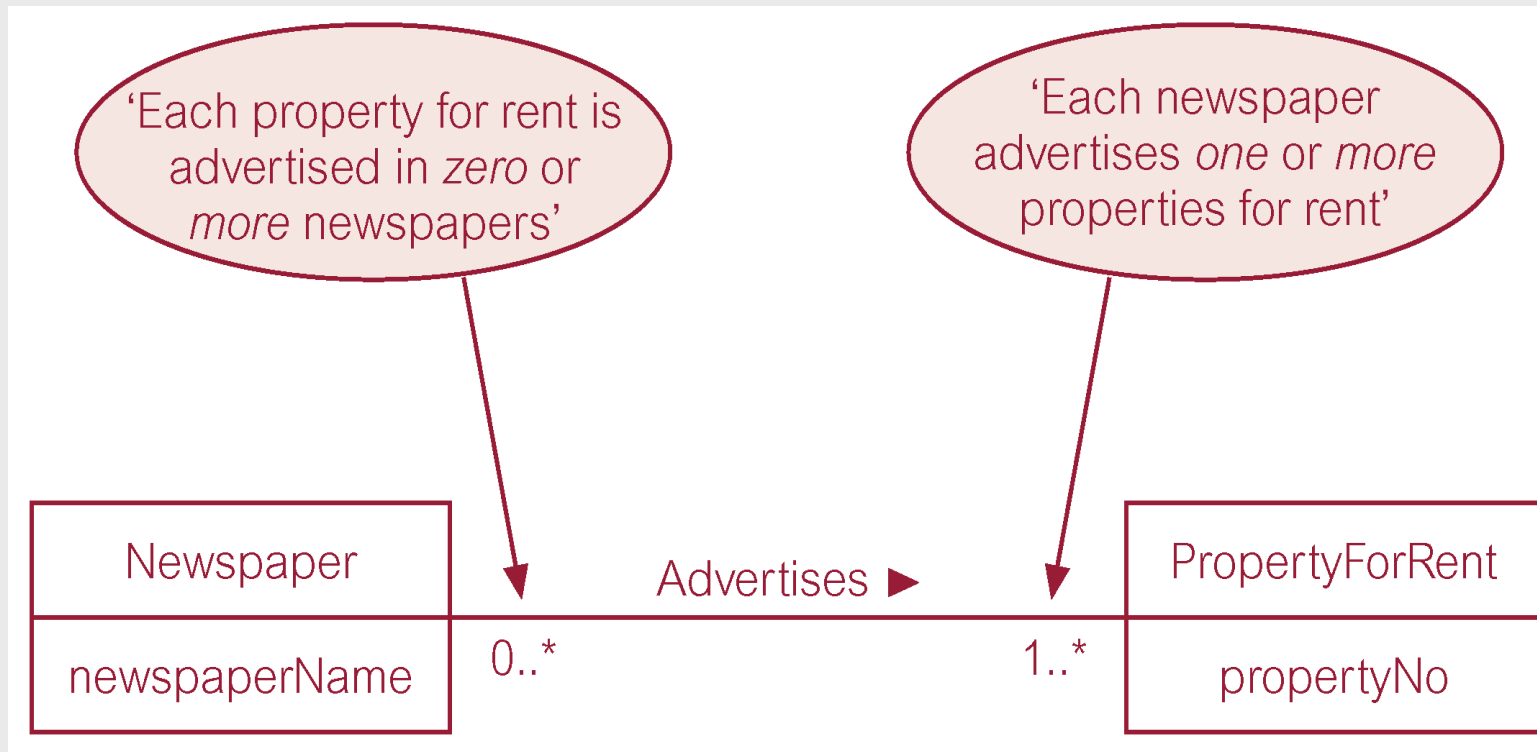 ‘Each property for rent is
advertised in zero or
more newspapers’
‘Each newspaper
advertises one or more
properties for rent’
Newspaper
newspaperName
0..*
Advertises ►
1..*
PropertyForRent
propertyNo